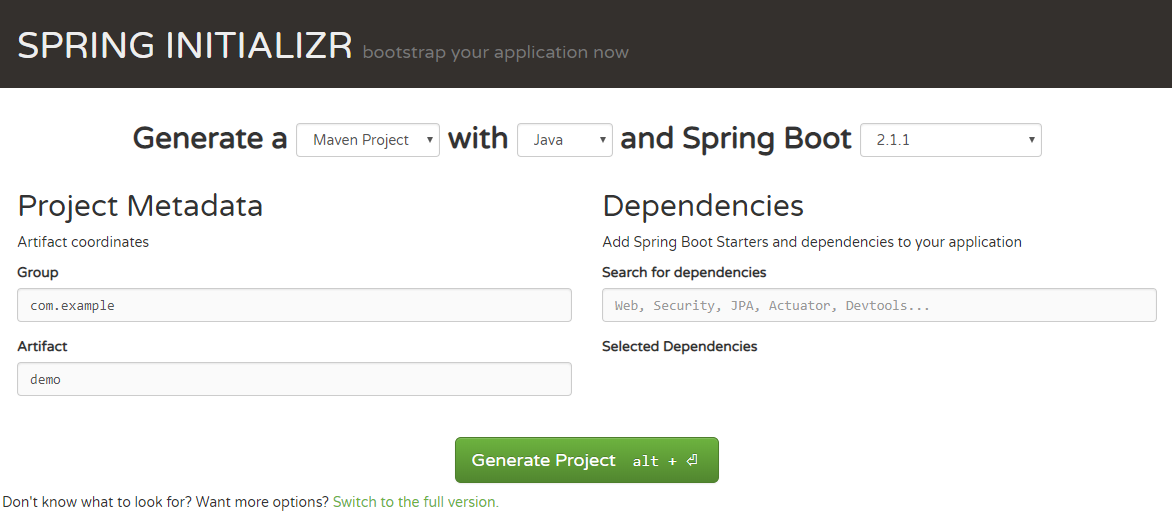 SPRING INITIALIZR bootstrap your application now
Generate a Maven Project with Java and Spring Boot 2.1.1
Project Metadata
Artifact coordinates
Group
com.example
Artifact
demo
Dependencies
Add Spring Boot Starters and dependencies to your application
Search for dependencies
Web, Security, JPA, Actuator, Devtools...
Selected Dependencies
Generate Project alt + ⏎
Don't know what to look for? Want more options? Switch to the full version.